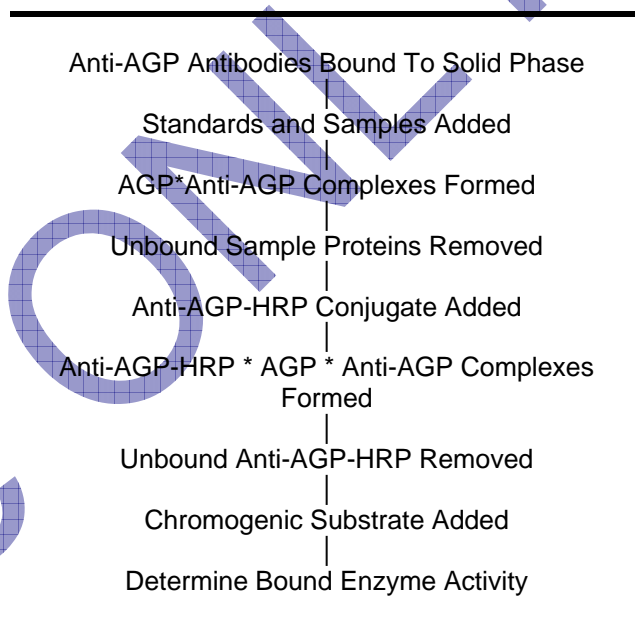 Anti-AGP Antibodies Bound To Solid Phase
Standards and Samples Added
AGP*Anti-AGP Complexes Formed
Unbound Sample Proteins Removed
Anti-AGP-HRP Conjugate Added
Anti-AGP-HRP * AGP * Anti-AGP Complexes
Formed
Unbound Anti-AGP-HRP Removed
Chromogenic Substrate Added
Determine Bound Enzyme Activity